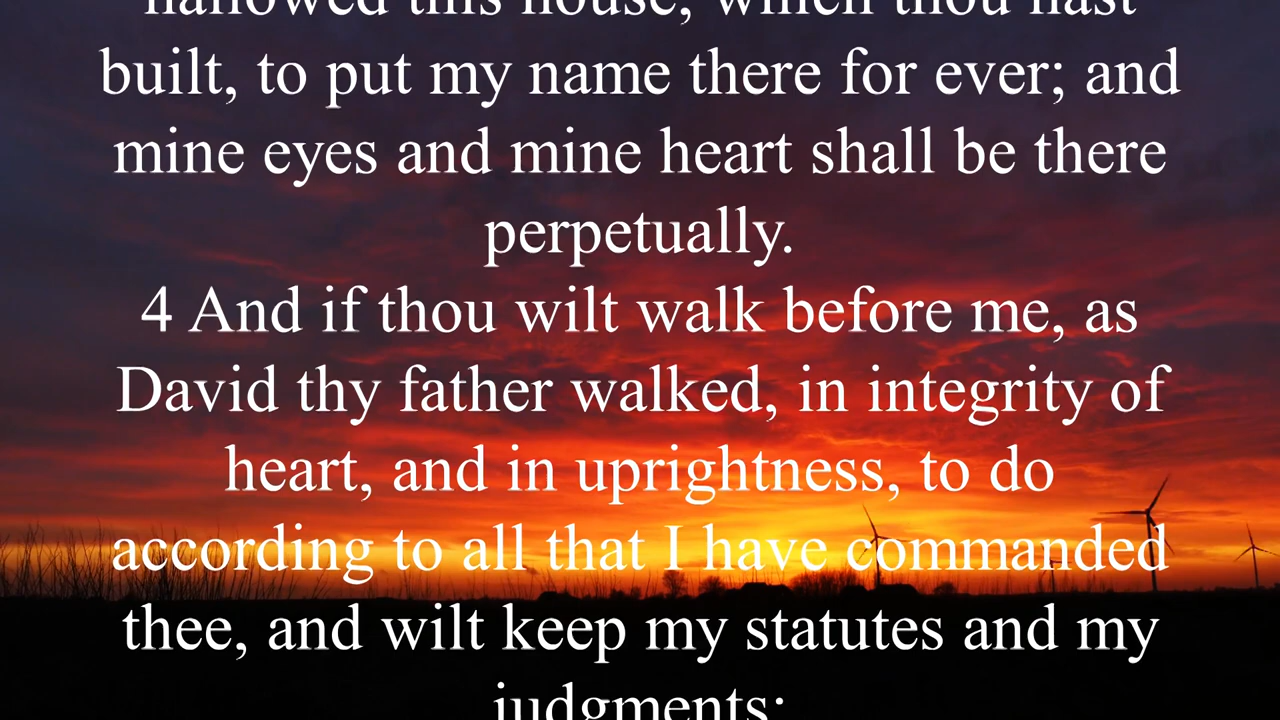 hallowed this house, which thou hast
built, to put my name there for ever; and
mine eyes and mine heart shall be there
perpetually.
4 And if thou wilt walk before me, as
David thy father walked, in integrity of
heart, and in uprightness, to do
according to all that I have commanded
thee, and wilt keep my statutes and my
judgments: